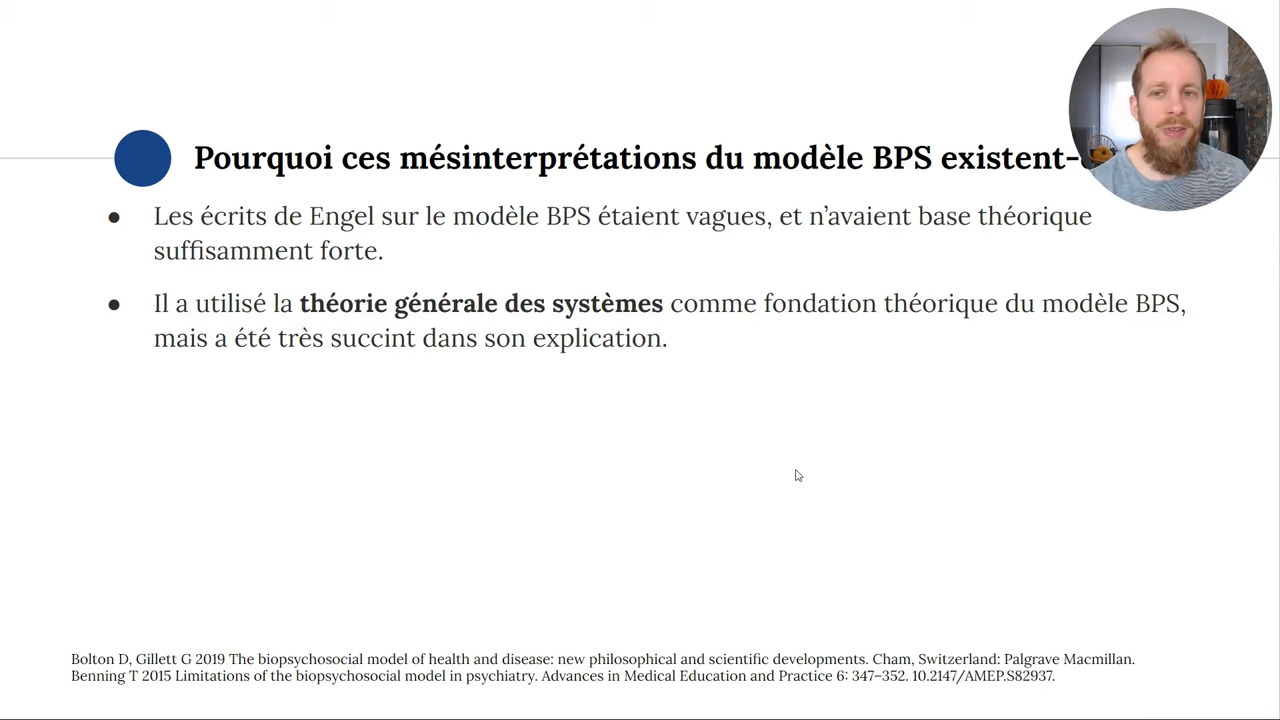 Pourquoi ces mésinterprétations du modèle BPS existent-
● Les écrits de Engel sur le modèle BPS étaient vagues, et n’avaient base théorique
suffisamment forte.
● Il a utilisé la théorie générale des systèmes comme fondation théorique du modèle BPS,
mais a été très succint dans son explication.
Bolton D, Gillett G 2019 The biopsychosocial model of health and disease: new philosophical and scientific developments. Cham, Switzerland: Palgrave Macmillan.
Benning T 2015 Limitations of the biopsychosocial model in psychiatry. Advances in Medical Education and Practice 6: 347–352. 10.2147/AMEP.S82937.